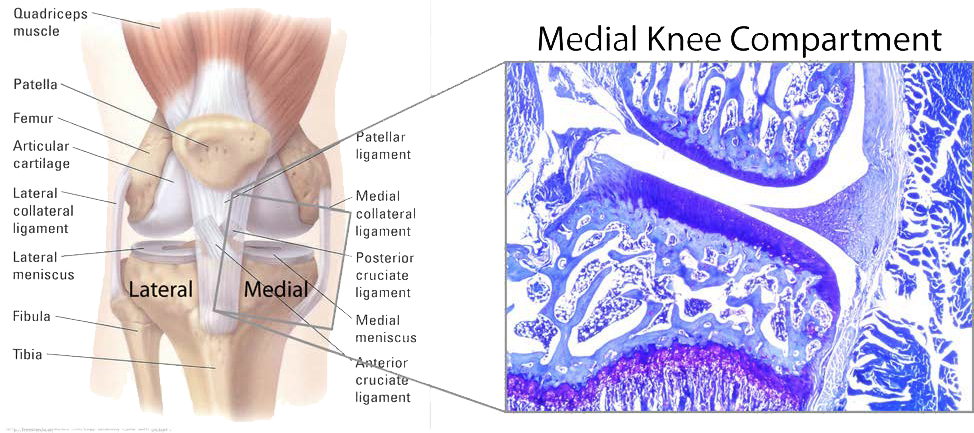 Quadriceps
muscle
Patella
Femur
Articular
cartilage
Lateral
collateral
ligament
Lateral
meniscus
Fibula
Tibia
Lateral
Medial
Patellar
ligament
Medial
collateral
ligament
Posterior
cruciate
ligament
Medial
meniscus
Anterior
cruciate
ligament
Medial Knee Compartment